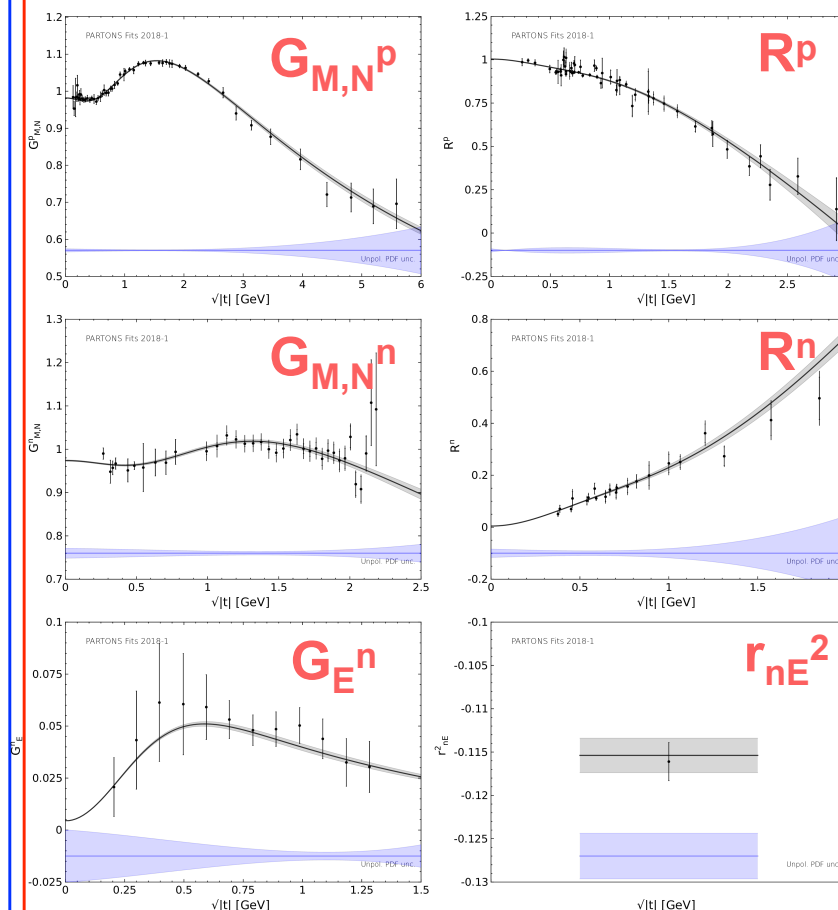 PARTONS Fits 2018-1
G_{M,N}^p
G^p_{M,N}
1.2
1.1
1
0.9
0.8
0.7
0.6
0.5
Unpol. PDF unc.
0 1 2 3 4 5 6
√|t| [GeV]
PARTONS Fits 2018-1
R^p
R^p
1.25
1
0.75
0.5
0.25
0
-0.25
Unpol. PDF unc.
0 0.5 1 1.5 2 2.5
√|t| [GeV]
PARTONS Fits 2018-1
G_{M,N}^n
G^n_{M,N}
1.3
1.2
1.1
1
0.9
0.8
0.7
Unpol. PDF unc.
0 0.5 1 1.5 2 2.5
√|t| [GeV]
PARTONS Fits 2018-1
R^n
R^n
0.8
0.6
0.4
0.2
0
-0.2
Unpol. PDF unc.
0 0.5 1 1.5
√|t| [GeV]
PARTONS Fits 2018-1
G_E^n
G^n_E
0.1
0.075
0.05
0.025
0
-0.025
Unpol. PDF unc.
0 0.25 0.5 0.75 1 1.25 1.5
√|t| [GeV]
PARTONS Fits 2018-1
r_{nE}^2
r^2_{nE}
-0.1
-0.105
-0.11
-0.115
-0.12
-0.125
-0.13
Unpol. PDF unc.
√|t| [GeV]